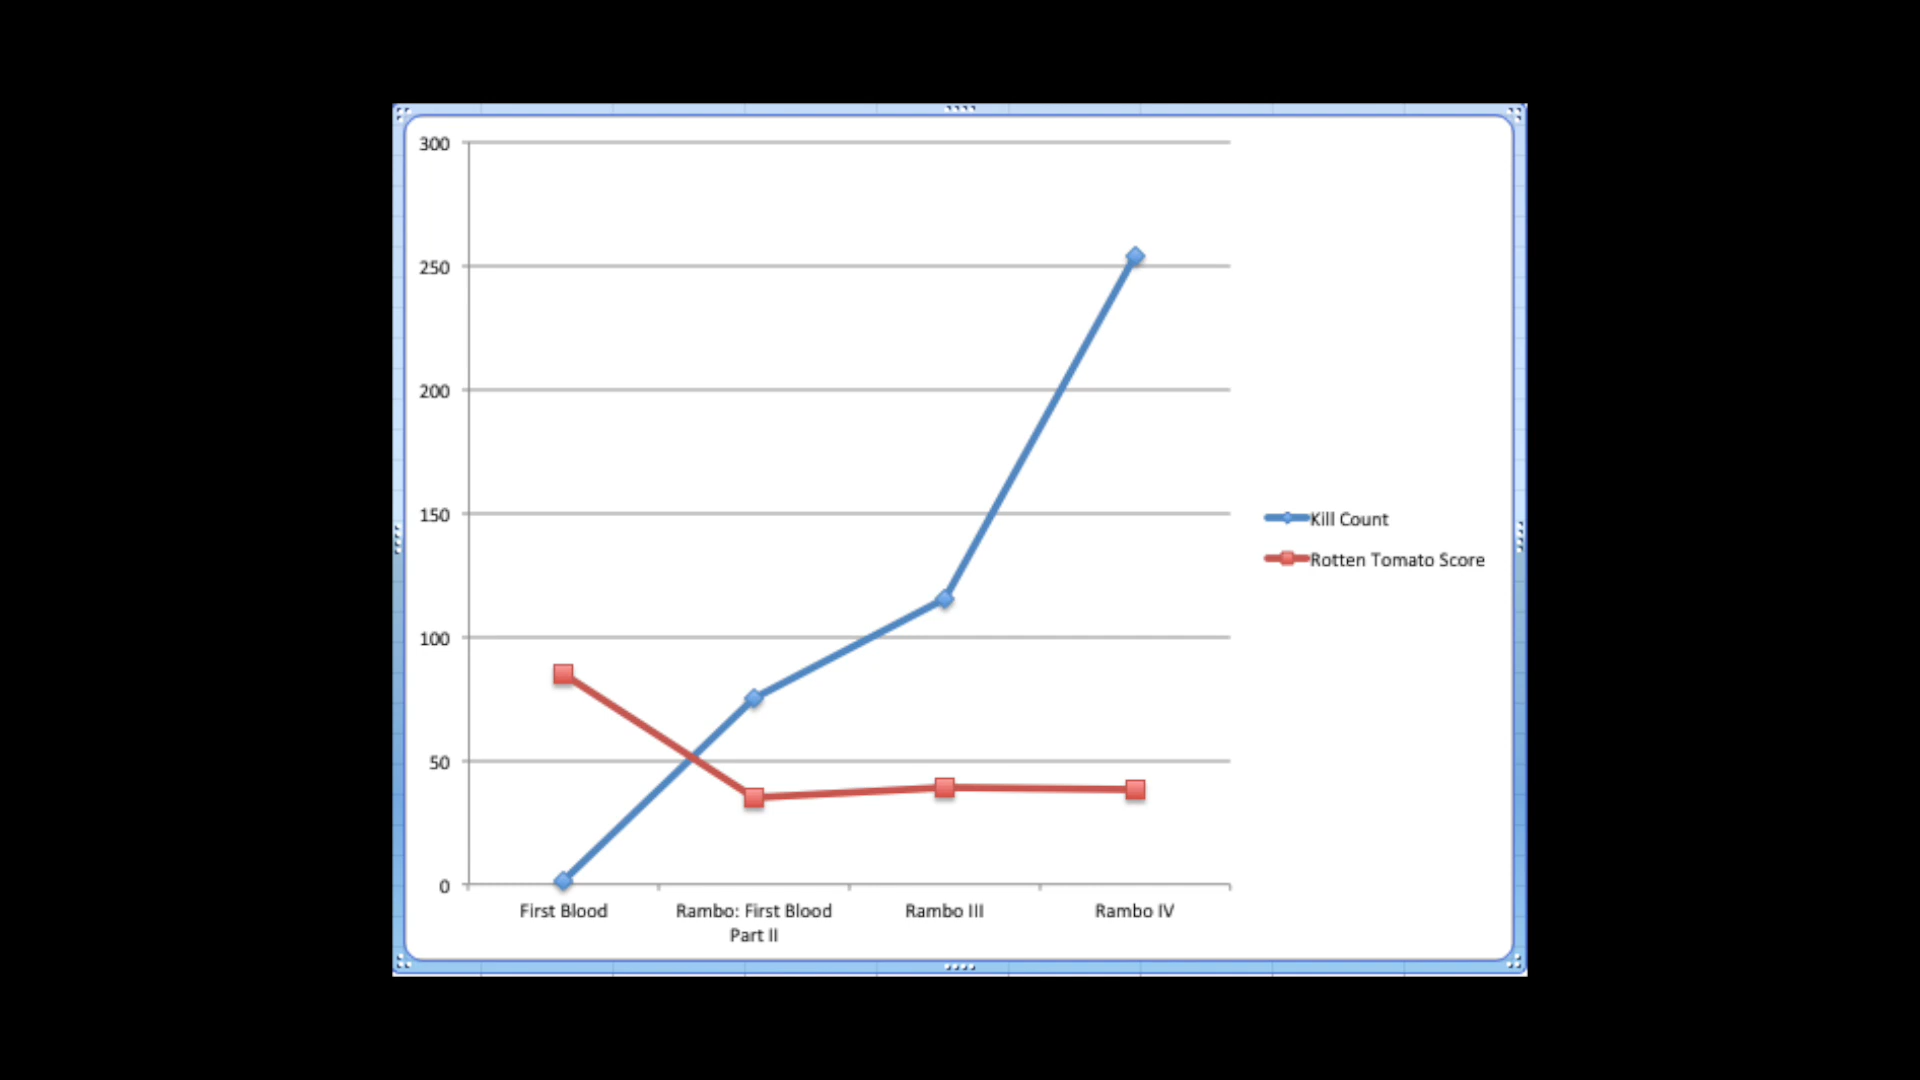 300
250
200
150
100
50
0
First Blood
Rambo: First Blood
Part II
Rambo III
Rambo IV
Kill Count
Rotten Tomato Score